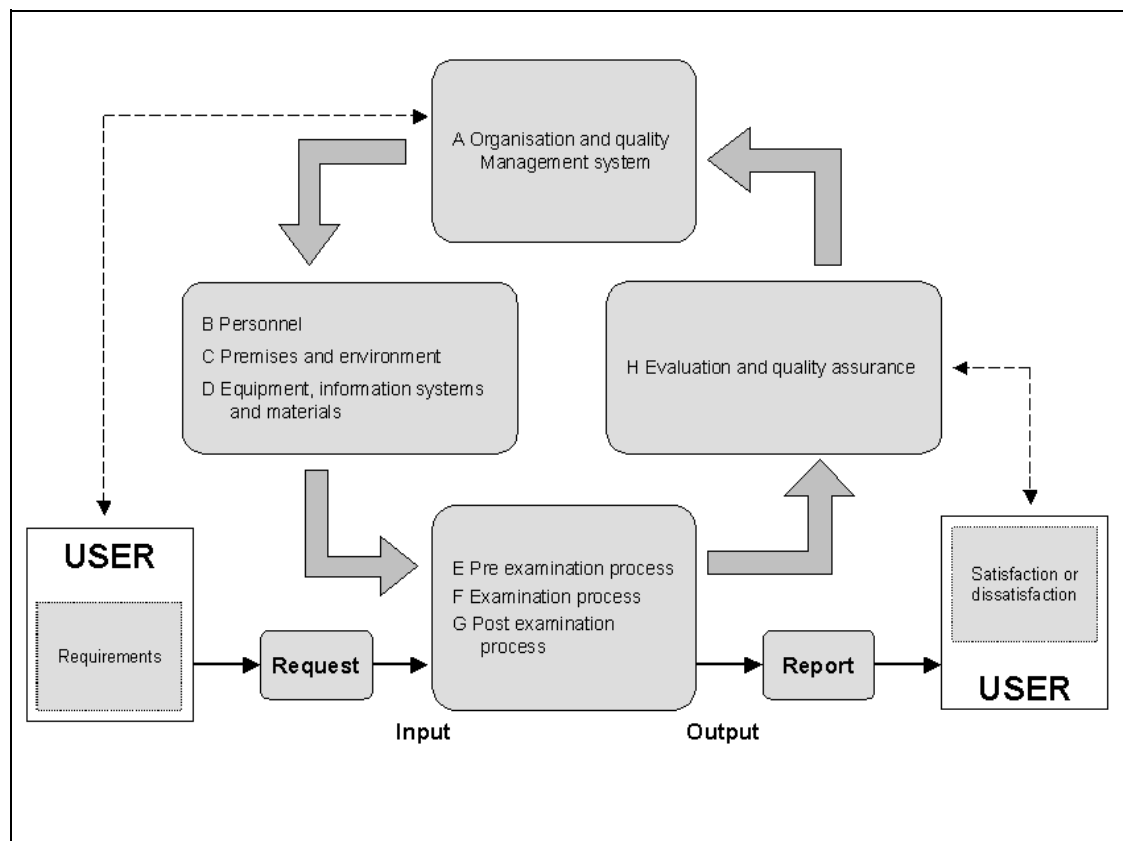 A Organisation and quality
Management system
B Personnel
C Premises and environment
D Equipment, information systems
and materials
H Evaluation and quality assurance
E Pre examination process
F Examination process
G Post examination
process
USER
Requirements
Request
Input
Output
Report
Satisfaction or
dissatisfaction
USER